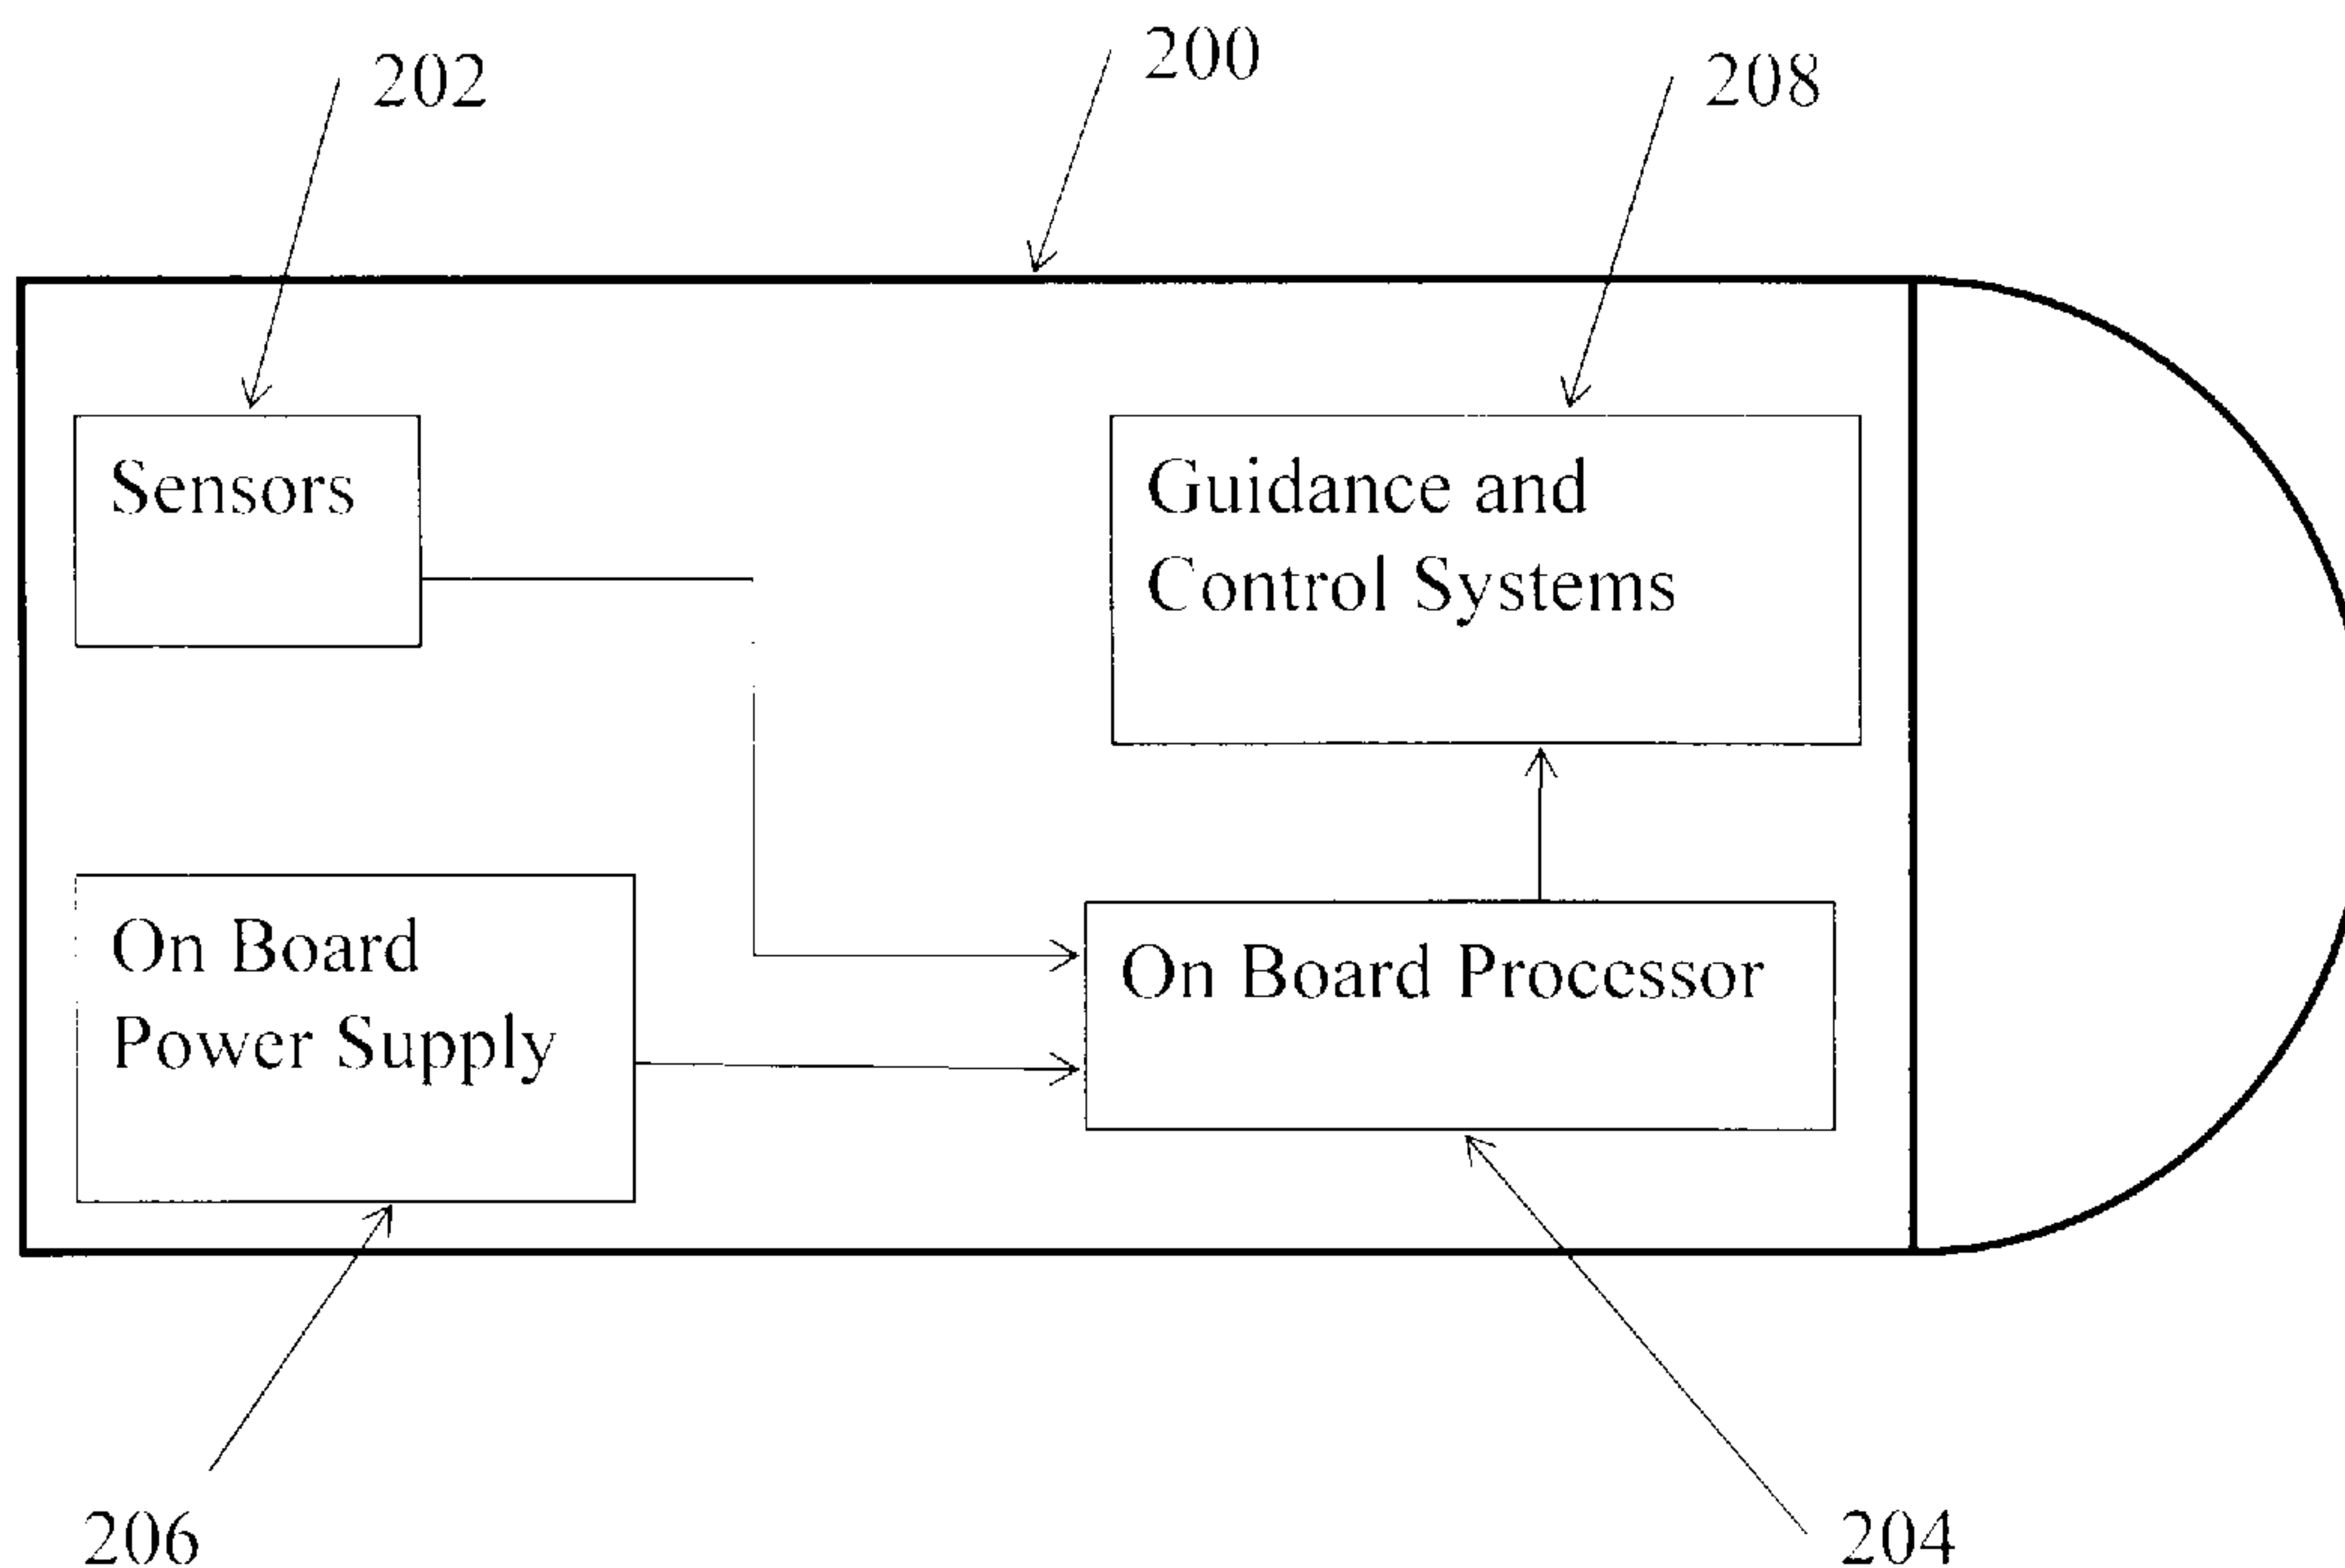 200
202
208
Sensors
Guidance and
Control Systems
On Board
Power Supply
On Board Processor
206
204